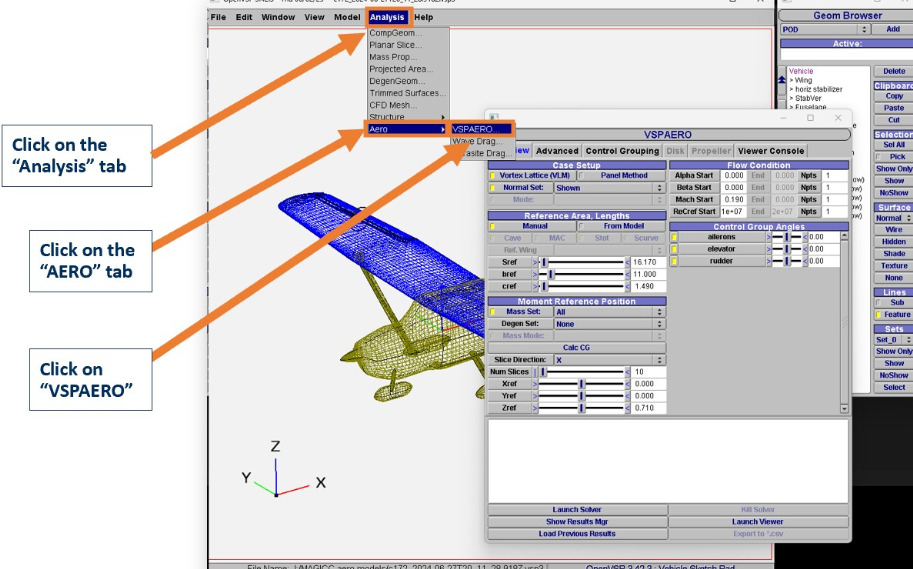 File Edit Window View Model Analysis Help
CompGeom...
Planar Slice...
Mass Prop...
Projected Area...
DegenGeom...
Trimmed Surfaces...
CFD Mesh...
Structure
Aero
VSPAERO...
Wave Drag...
Drag...
Click on the
“Analysis” tab
Click on the
“AERO” tab
Click on
“VSPAERO”
Z
Y
X
VSPAERO
Advanced Control Grouping Disk Propeller Viewer Console
Case Setup
Vortex Lattice (VLM) Panel Method
Normal Set: Shown
Mode:
Reference Area, Lengths
Manual From Model
Cave MAC Stot Scurve
Ref. Wing
Sref > < 16.170
bref > < 11.000
cref > < 1.490
Moment Reference Position
Mass Set: All
Degen Set: None
Mass Mode:
Calc CG
Slice Direction: X
Num Slices 10
Xref > < 0.000
Yref > < 0.000
Zref > < 0.710
Flow Condition
Alpha Start 0.000 End 0.000 Npts 1
Beta Start 0.000 End 0.000 Npts 1
Mach Start 0.190 End 0.000 Npts 1
ReCref Start 1e+07 End 2e+07 Npts 1
Control Group Angles
ailerons > < 0.00
elevator > < 0.00
rudder > < 0.00
Launch Solver Kill Solver
Show Results Mgr Launch Viewer
Load Previous Results Export to *.csv
Geom Browser
POD Add
Active:
Vehicle
> Wing
> horiz stabilizer
> StabVer
> Fuselage
Delete
Clipboard
Copy
Paste
Cut
Selection
Sel All
Pick
Show Only
Show
NoShow
Surface
Normal
Wire
Hidden
Shade
Texture
None
Lines
Sub
Feature
Sets
Set_0
Show Only
Show
NoShow
Select